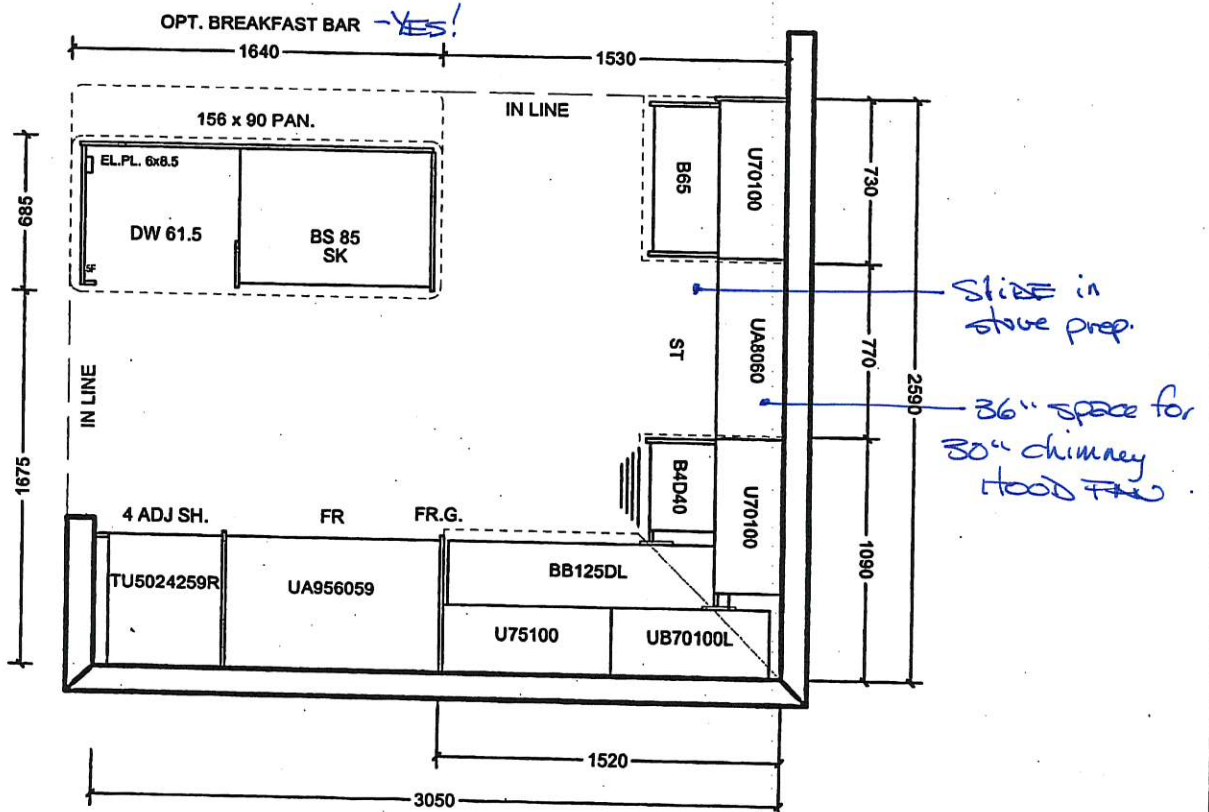 OPT. BREAKFAST BAR -YES!
1640
1530
156 x 90 PAN.
IN LINE
EL.PL. 6x8.5
DW 61.5
BS 85
SK
685
1675
IN LINE
B65
U70100
730
ST
UA8060
770
2590
SliDE in
stove prep.
36" space for
30" chimney
HOOD FAN.
B4D40
U70100
1090
4 ADJ SH.
FR
FR.G.
TU5024259R
UA956059
BB125DL
U75100
UB70100L
1520
3050